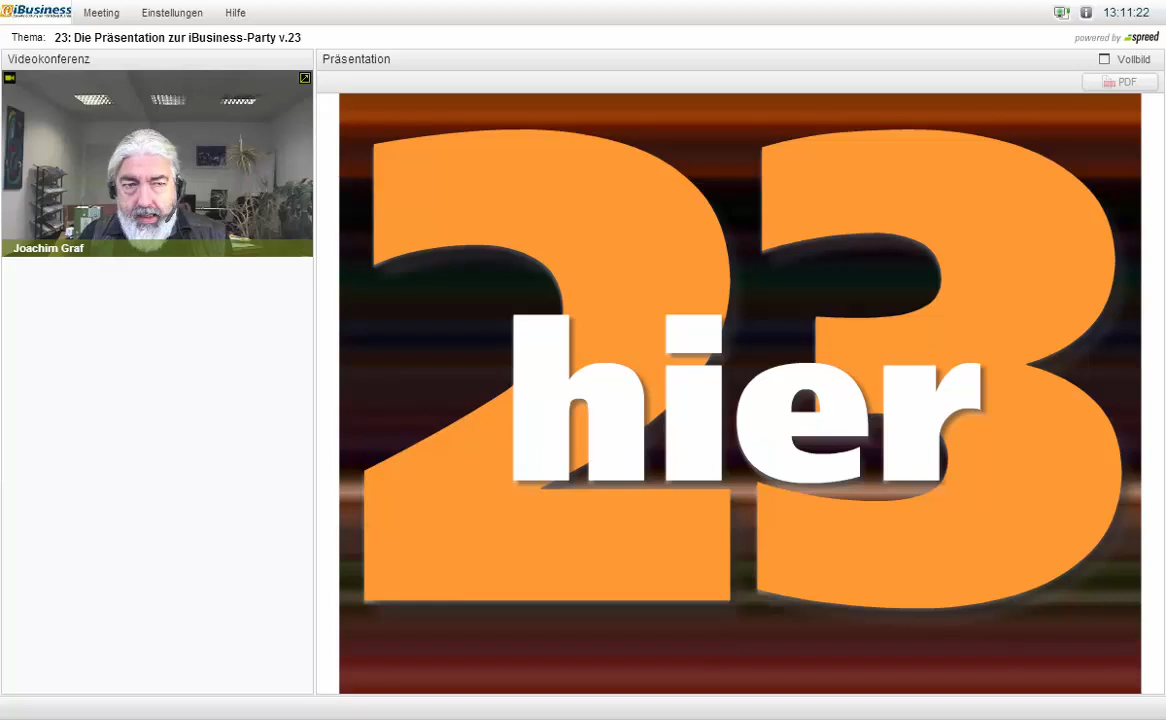 iBusiness Meeting Einstellungen Hilfe 13:11:22
Thema: 23: Die Präsentation zur iBusiness-Party v.23 powered by spreed
Videokonferenz
Präsentation Vollbild
PDF
Joachim Graf
23
hier